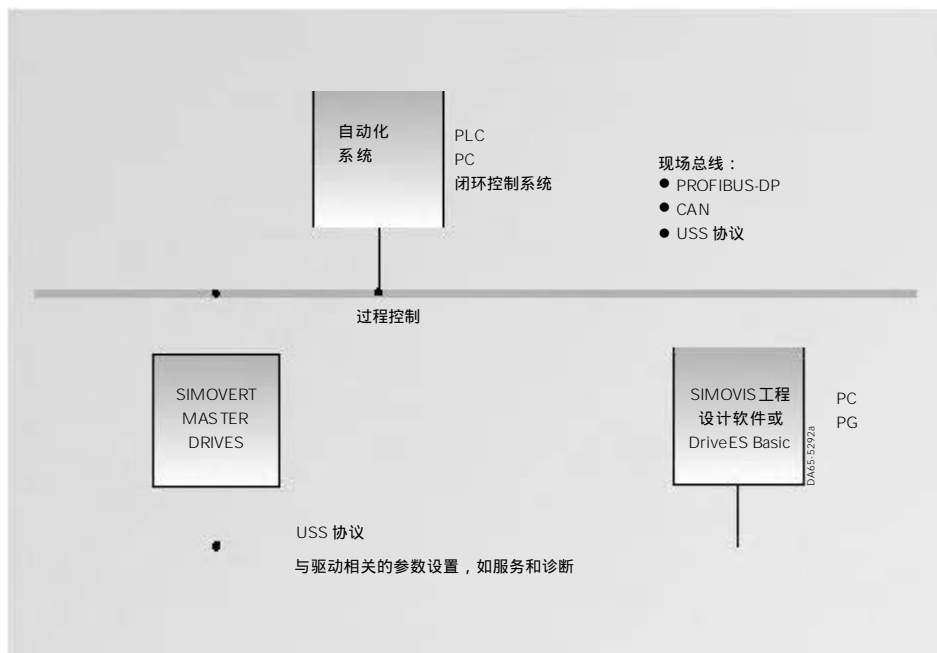 自动化
系统
PLC
PC
闭环控制系统
现场总线：
● PROFIBUS-DP
● CAN
● USS 协议
过程控制
SIMOVERT
MASTER
DRIVES
SIMOVIS工程
设计软件或
DriveES Basic
PC
PG
DA65-5292a
USS 协议
与驱动相关的参数设置，如服务和诊断